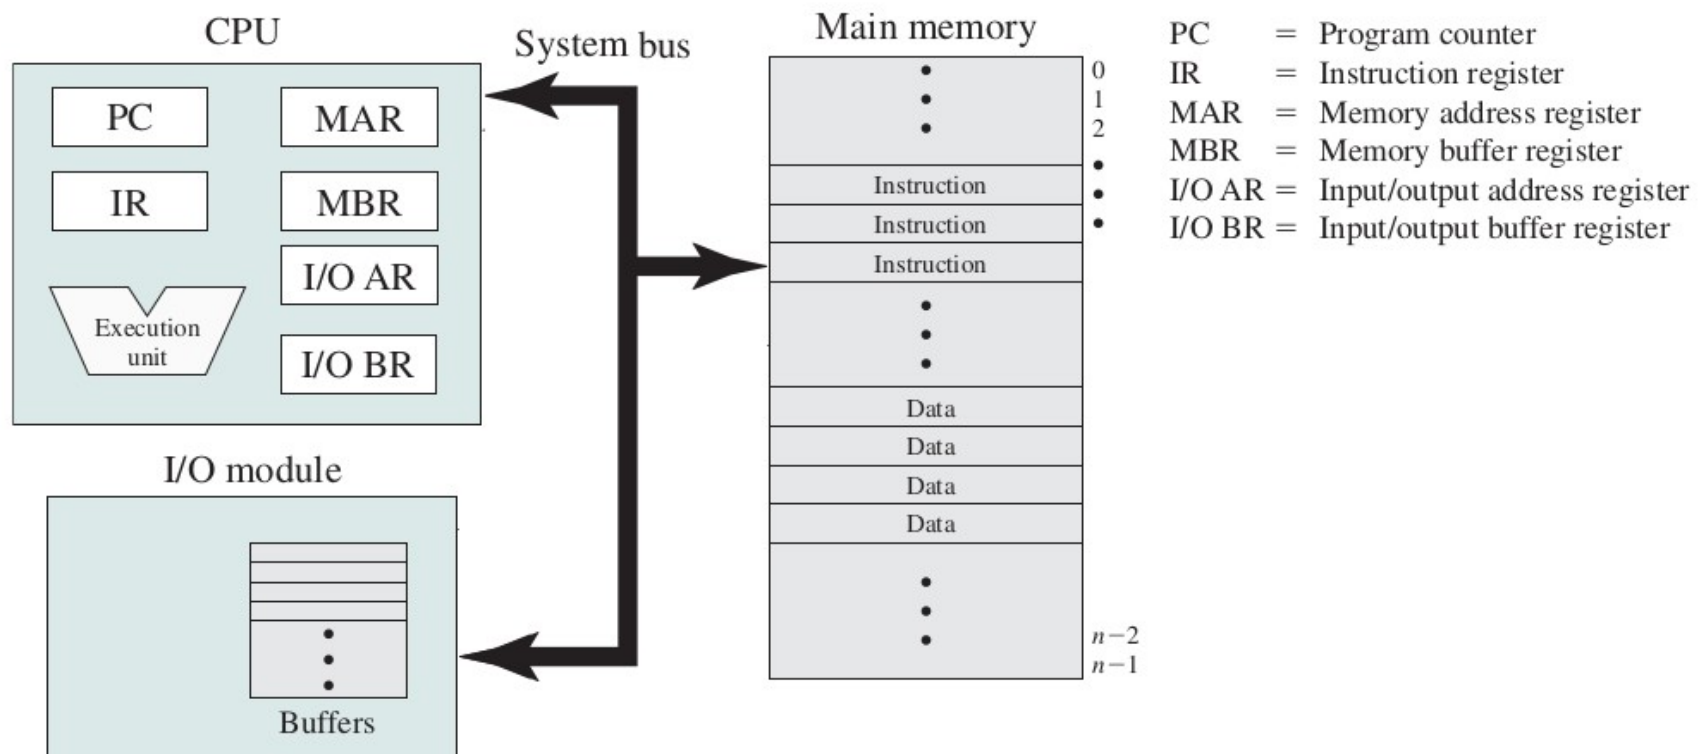 CPU
PC
MAR
IR
MBR
I/O AR
I/O BR
Execution
unit
System bus
I/O module
Buffers
Main memory
0
1
2
Instruction
Instruction
Instruction
Data
Data
Data
Data
n−2
n−1
PC = Program counter
IR = Instruction register
MAR = Memory address register
MBR = Memory buffer register
I/O AR = Input/output address register
I/O BR = Input/output buffer register